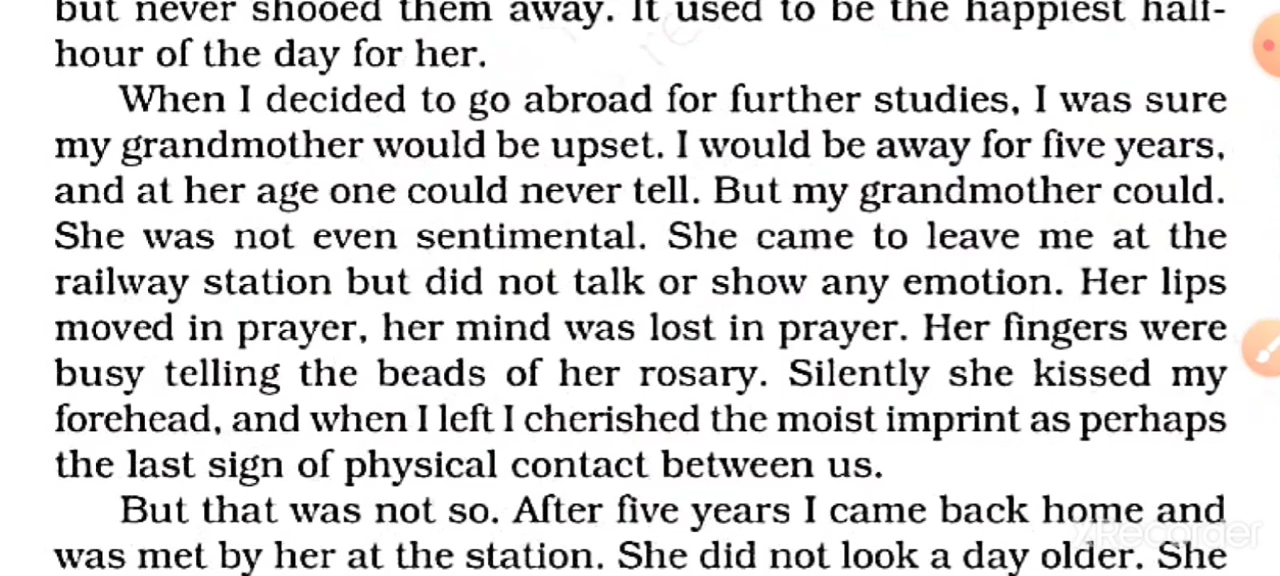 but never shooed them away. It used to be the happiest half-
hour of the day for her.
When I decided to go abroad for further studies, I was sure
my grandmother would be upset. I would be away for five years,
and at her age one could never tell. But my grandmother could.
She was not even sentimental. She came to leave me at the
railway station but did not talk or show any emotion. Her lips
moved in prayer, her mind was lost in prayer. Her fingers were
busy telling the beads of her rosary. Silently she kissed my
forehead, and when I left I cherished the moist imprint as perhaps
the last sign of physical contact between us.
But that was not so. After five years I came back home and
was met by her at the station. She did not look a day older. She
XRecorder